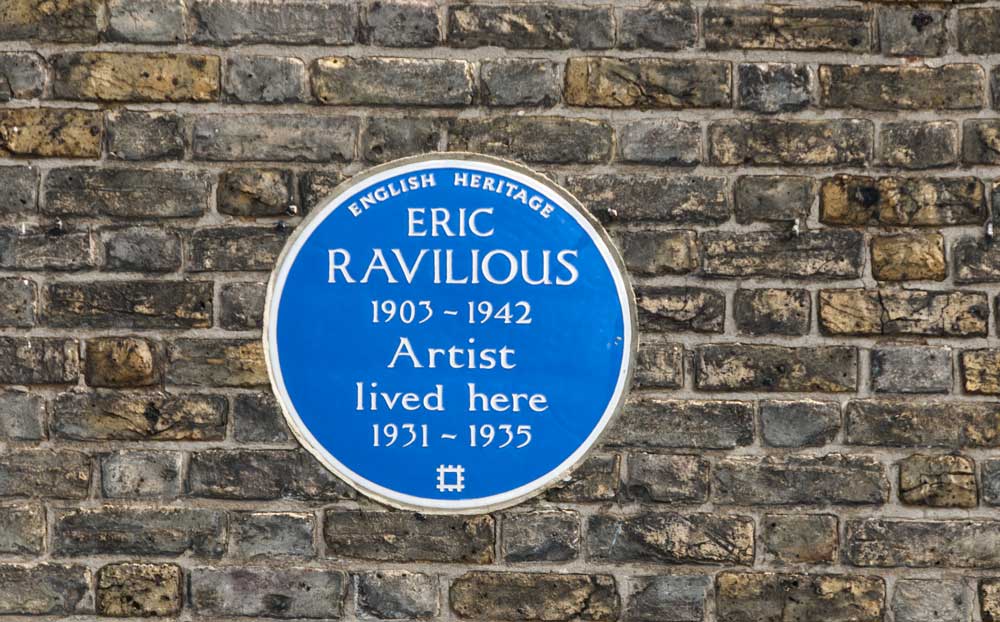 ENGLISH HERITAGE
ERIC
RAVILIOUS
1903 ~ 1942
Artist
lived here
1931 ~ 1935